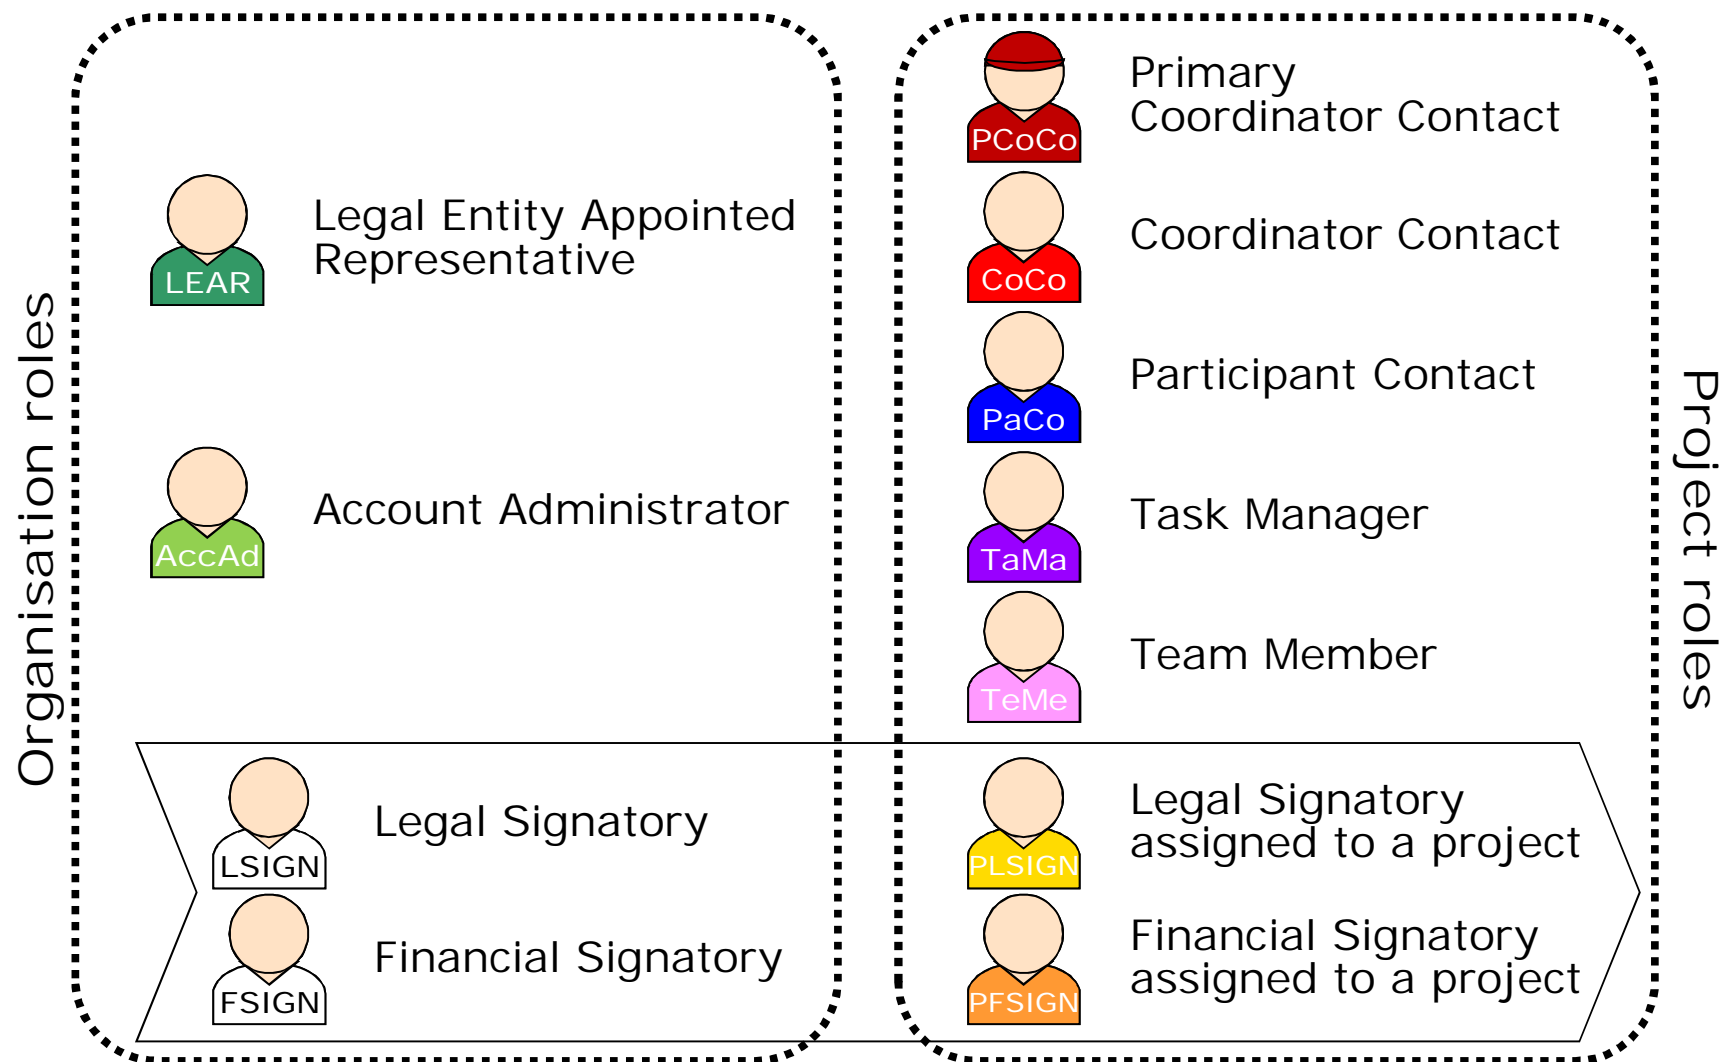 Organisation roles
LEAR
Legal Entity Appointed
Representative
AccAd
Account Administrator
LSIGN
Legal Signatory
FSIGN
Financial Signatory
PCoCo
Primary
Coordinator Contact
CoCo
Coordinator Contact
PaCo
Participant Contact
TaMa
Task Manager
TeMe
Team Member
PLSIGN
Legal Signatory
assigned to a project
PFSIGN
Financial Signatory
assigned to a project
Project roles